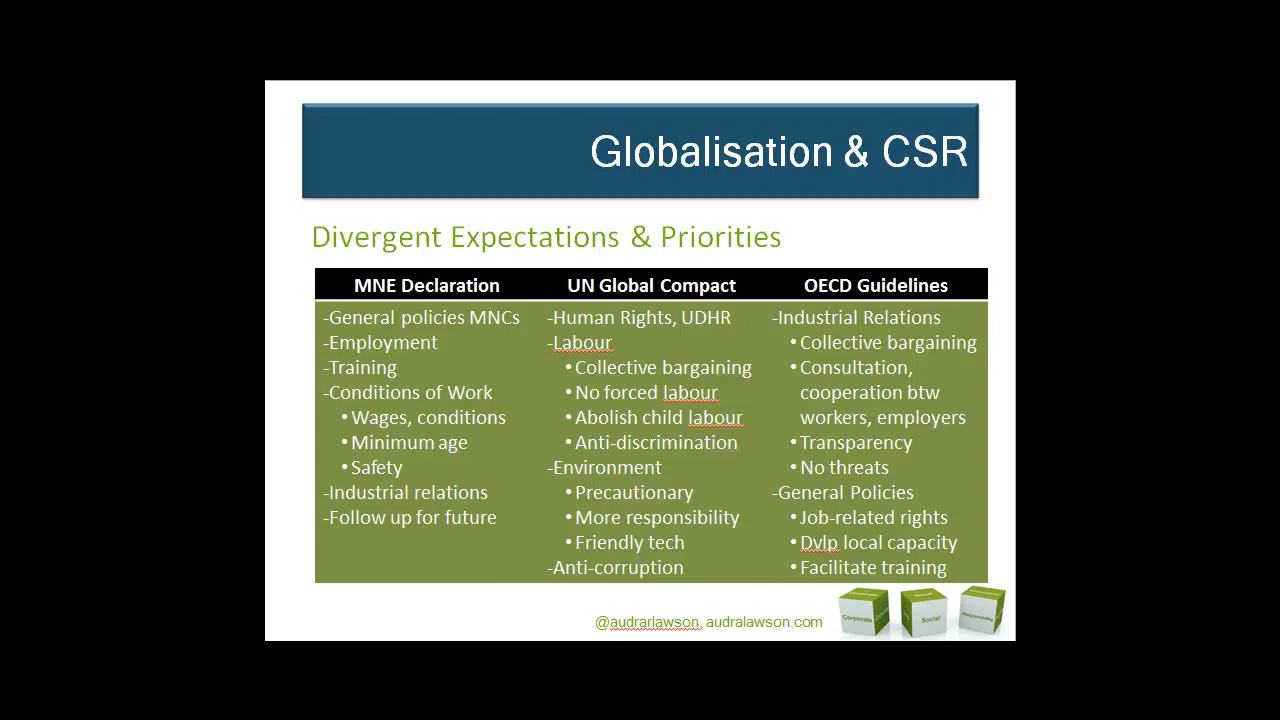 Globalisation & CSR
Divergent Expectations & Priorities
MNE Declaration
-General policies MNCs
-Employment
-Training
-Conditions of Work
•Wages, conditions
•Minimum age
•Safety
-Industrial relations
-Follow up for future
UN Global Compact
-Human Rights, UDHR
-Labour
•Collective bargaining
•No forced labour
•Abolish child labour
•Anti-discrimination
-Environment
•Precautionary
•More responsibility
•Friendly tech
-Anti-corruption
OECD Guidelines
-Industrial Relations
•Collective bargaining
•Consultation,
cooperation btw
workers, employers
•Transparency
•No threats
-General Policies
•Job-related rights
•Dvlp local capacity
•Facilitate training
@audrarlawson, audralawson.com
Corporate
Social
Responsibility